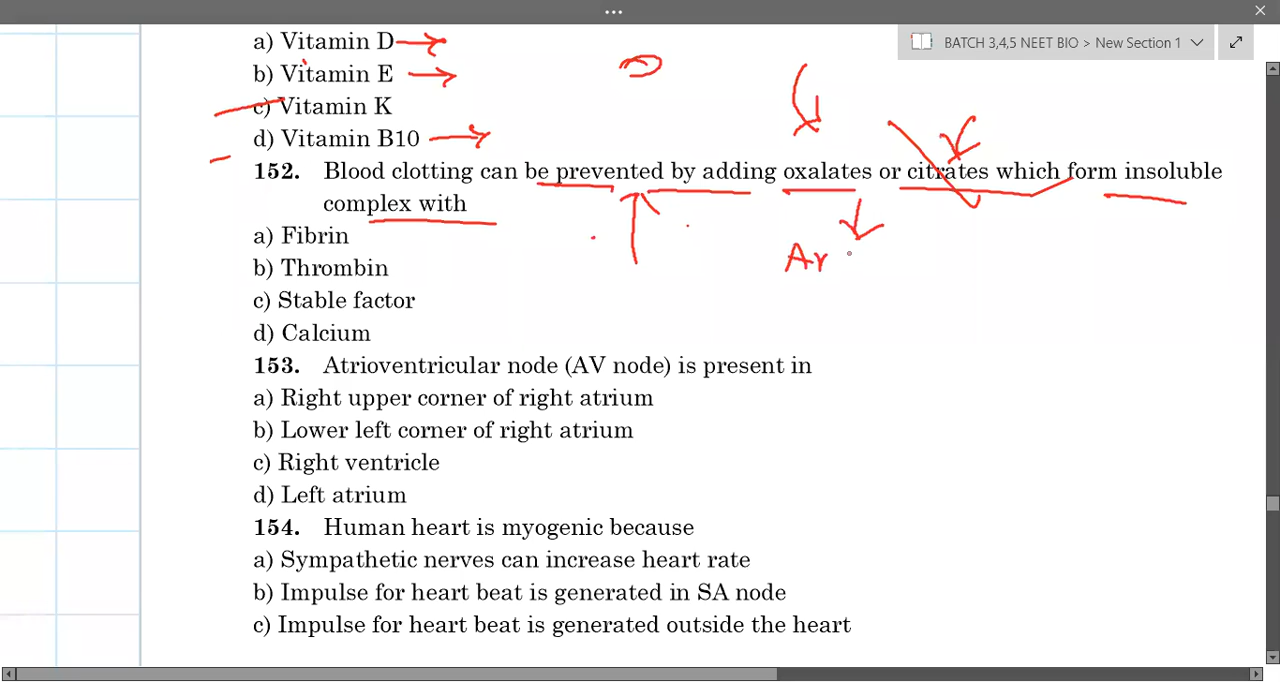 BATCH 3,4,5 NEET BIO > New Section 1
a) Vitamin D
b) Vitamin E
c) Vitamin K
d) Vitamin B10
152. Blood clotting can be prevented by adding oxalates or citrates which form insoluble
complex with
Ar
a) Fibrin
b) Thrombin
c) Stable factor
d) Calcium
153. Atrioventricular node (AV node) is present in
a) Right upper corner of right atrium
b) Lower left corner of right atrium
c) Right ventricle
d) Left atrium
154. Human heart is myogenic because
a) Sympathetic nerves can increase heart rate
b) Impulse for heart beat is generated in SA node
c) Impulse for heart beat is generated outside the heart